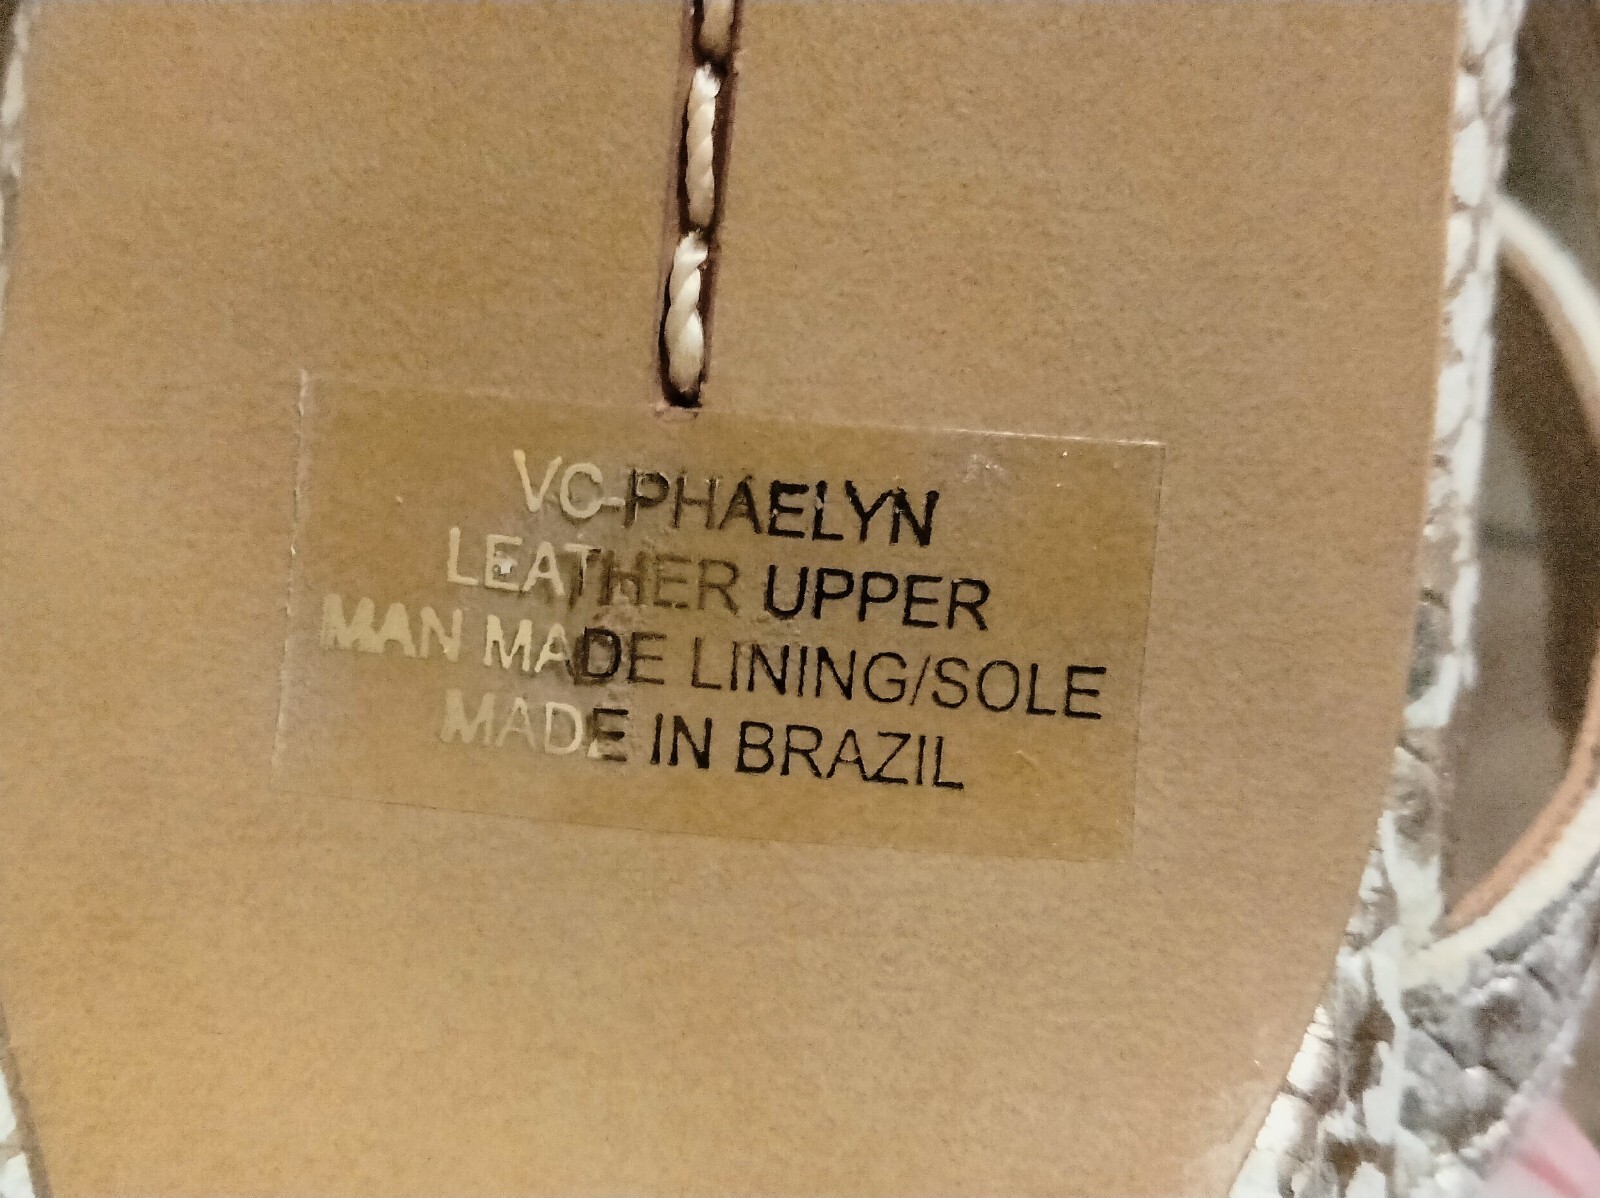 VC-PHAELYN
LEATHER UPPER
MAN MADE LINING/SOLE
MADE IN BRAZIL